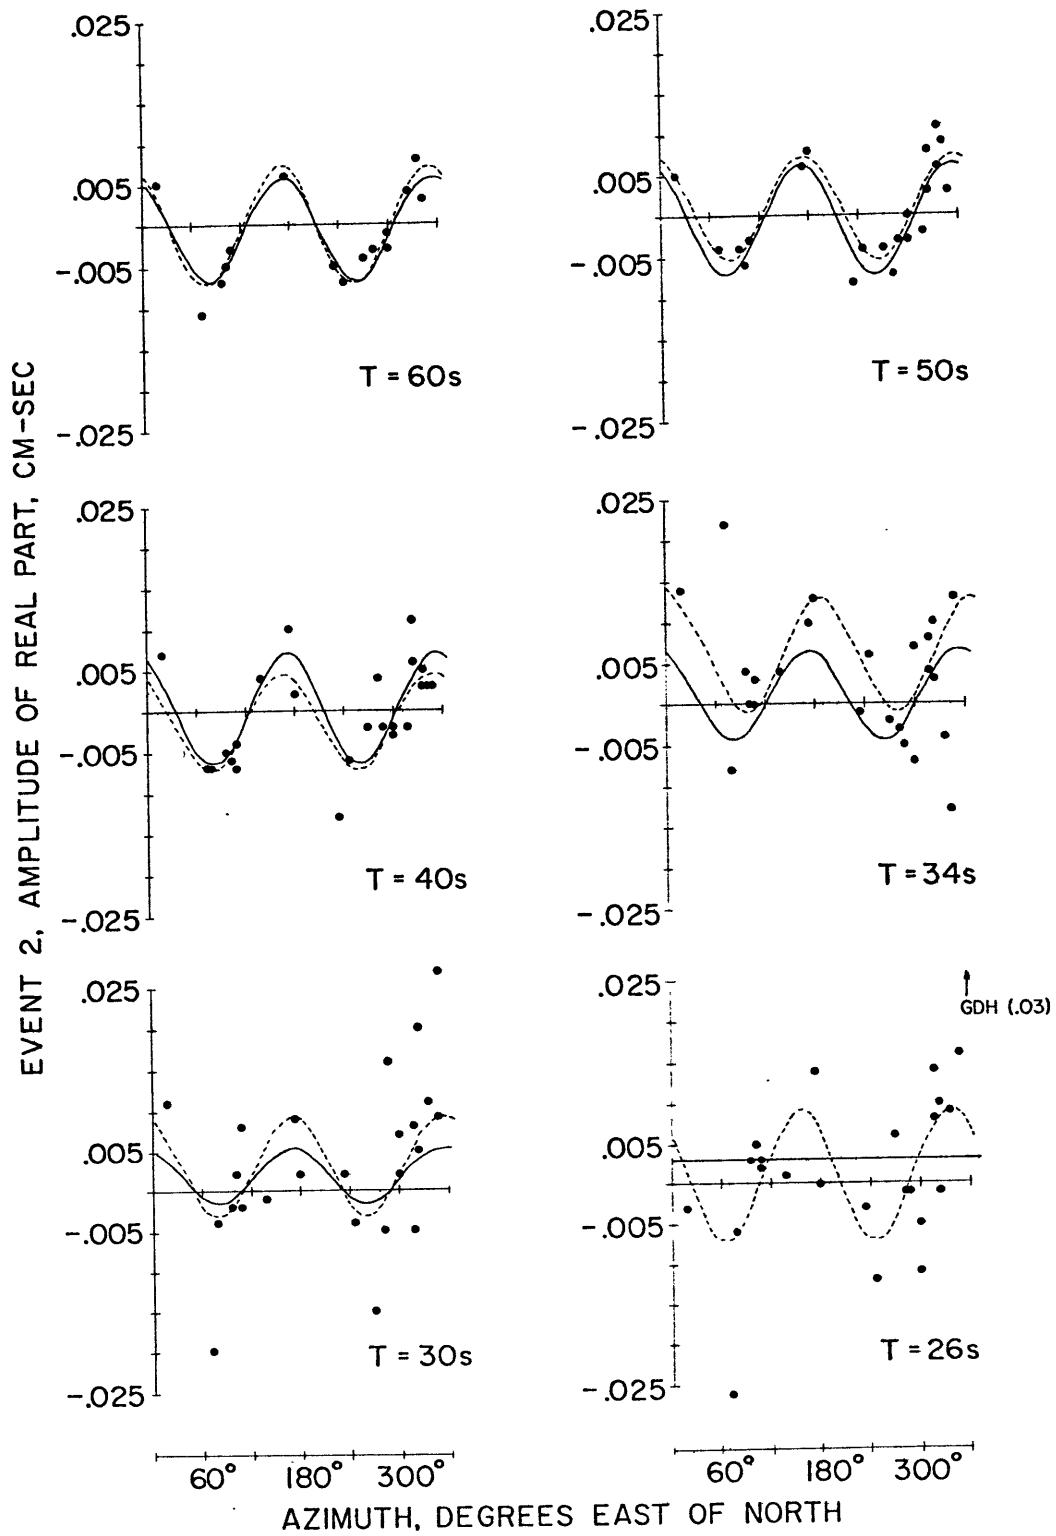 EVENT 2, AMPLITUDE OF REAL PART, CM-SEC
.025
.005
-.005
-.025
T = 60s
.025
.005
-.005
-.025
T = 50s
.025
.005
-.005
-.025
T = 40s
.025
.005
-.005
-.025
T = 34s
.025
.005
-.005
-.025
T = 30s
.025
.005
-.005
-.025
GDH (.03)
T = 26s
60° 180° 300°
60° 180° 300°
AZIMUTH, DEGREES EAST OF NORTH